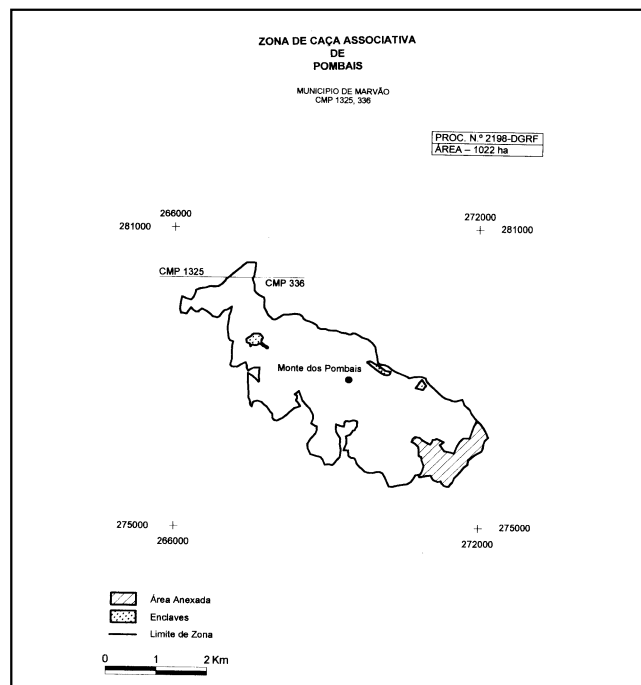 ZONA DE CAÇA ASSOCIATIVA
DE
POMBAIS
MUNICIPIO DE MARVÃO
CMP 1325, 336
PROC. N.º 2198-DGRF
ÁREA – 1022 ha
266000
272000
281000
281000
CMP 1325
CMP 336
Monte dos Pombais
275000
275000
266000
272000
Área Anexada
Enclaves
Limite de Zona
0 1 2 Km